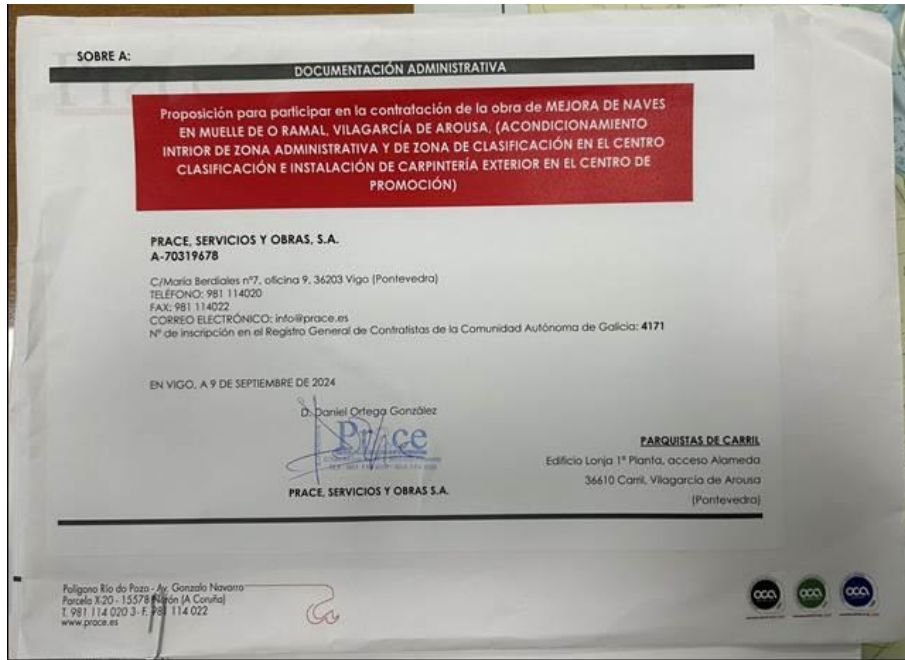 SOBRE A:
DOCUMENTACIÓN ADMINISTRATIVA
Proposición para participar en la contratación de la obra de MEJORA DE NAVES
EN MUELLE DE O RAMAL, VILAGARCÍA DE AROUSA, (ACONDICIONAMIENTO
INTRIOR DE ZONA ADMINISTRATIVA Y DE ZONA DE CLASIFICACIÓN EN EL CENTRO
CLASIFICACIÓN E INSTALACIÓN DE CARPINTERÍA EXTERIOR EN EL CENTRO DE
PROMOCIÓN)
PRACE, SERVICIOS Y OBRAS, S.A.
A-70319678
C/María Berdiales nº7, oficina 9, 36203 Vigo (Pontevedra)
TELÉFONO: 981 114020
FAX: 981 114022
CORREO ELECTRÓNICO: info@prace.es
Nº de inscripción en el Registro General de Contratistas de la Comunidad Autónoma de Galicia: 4171
EN VIGO, A 9 DE SEPTIEMBRE DE 2024
D. Daniel Ortega González
Prace
PRACE, SERVICIOS Y OBRAS S.A.
PARQUISTAS DE CARRIL
Edificio Lonja 1ª Planta, acceso Alameda
36610 Carril, Vilagarcía de Arousa
(Pontevedra)
Polígono Río do Pozo - Av. Gonzalo Navarro
Parcela X-20 - 15578 Narón (A Coruña)
T. 981 114 020 3- F. 981 114 022
www.prace.es
oca
oca
oca